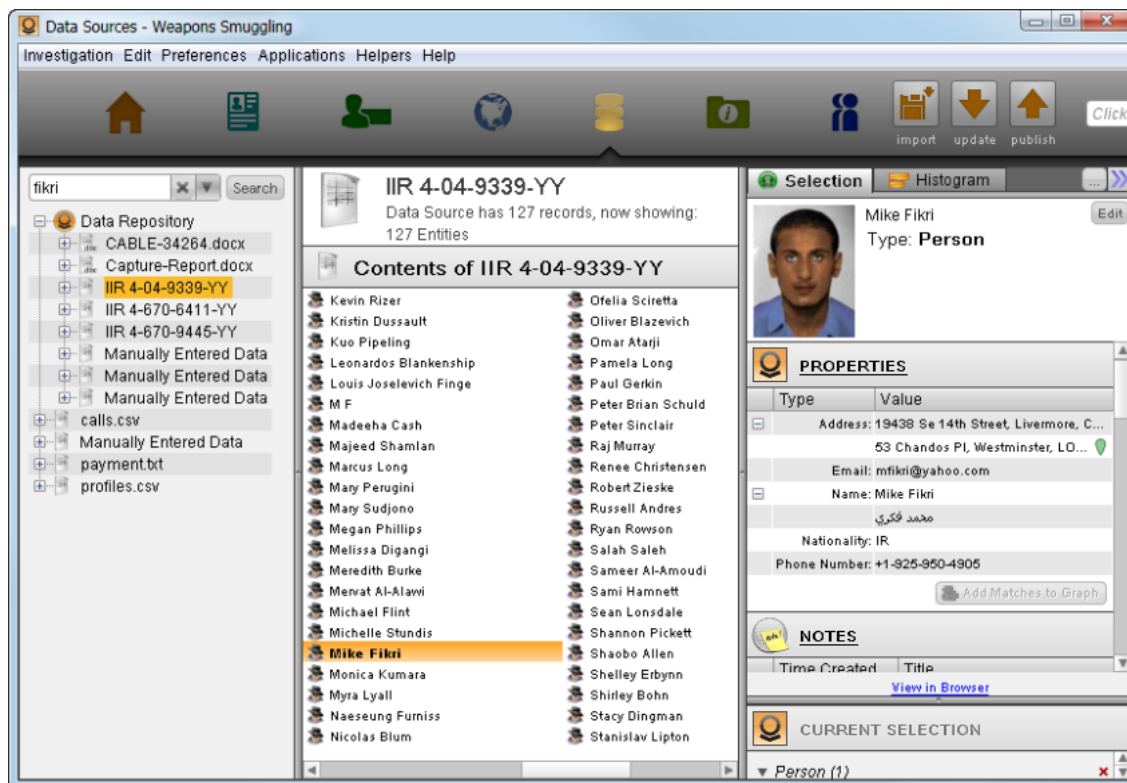 Data Sources - Weapons Smuggling
Investigation Edit Preferences Applications Helpers Help
import update publish
Click
fikri
Search
Data Repository
CABLE-34264.docx
Capture-Report.docx
IIR 4-04-9339-YY
IIR 4-670-6411-YY
IIR 4-670-9445-YY
Manually Entered Data
Manually Entered Data
Manually Entered Data
calls.csv
Manually Entered Data
payment.txt
profiles.csv
IIR 4-04-9339-YY
Data Source has 127 records, now showing:
127 Entities
Contents of IIR 4-04-9339-YY
Kevin Rizer
Kristin Dussault
Kuo Pipeling
Leonardos Blankenship
Louis Joselevich Finge
M F
Madeeha Cash
Majeed Shamlan
Marcus Long
Mary Perugini
Mary Sudjono
Megan Phillips
Melissa Digangi
Meredith Burke
Mervat Al-Alawi
Michael Flint
Michelle Stundis
Mike Fikri
Monica Kumara
Myra Lyall
Naeseung Furniss
Nicolas Blum
Ofelia Sciretta
Oliver Blazevich
Omar Atarji
Pamela Long
Paul Gerkin
Peter Brian Schuld
Peter Sinclair
Raj Murray
Renee Christensen
Robert Zieske
Russell Andres
Ryan Rowson
Salah Saleh
Sameer Al-Amoudi
Sami Hamnett
Sean Lonsdale
Shannon Pickett
Shaobo Allen
Shelley Erbynn
Shirley Bohn
Stacy Dingman
Stanislav Lipton
Selection Histogram ...
Mike Fikri
Edit
Type: Person
PROPERTIES
Type Value
Address: 19438 Se 14th Street, Livermore, C...
53 Chandos Pl, Westminster, LO...
Email: mfikri@yahoo.com
Name: Mike Fikri
محمد فكري
Nationality: IR
Phone Number: +1-925-950-4905
Add Matches to Graph
NOTES
Time Created Title
View in Browser
CURRENT SELECTION
Person (1)